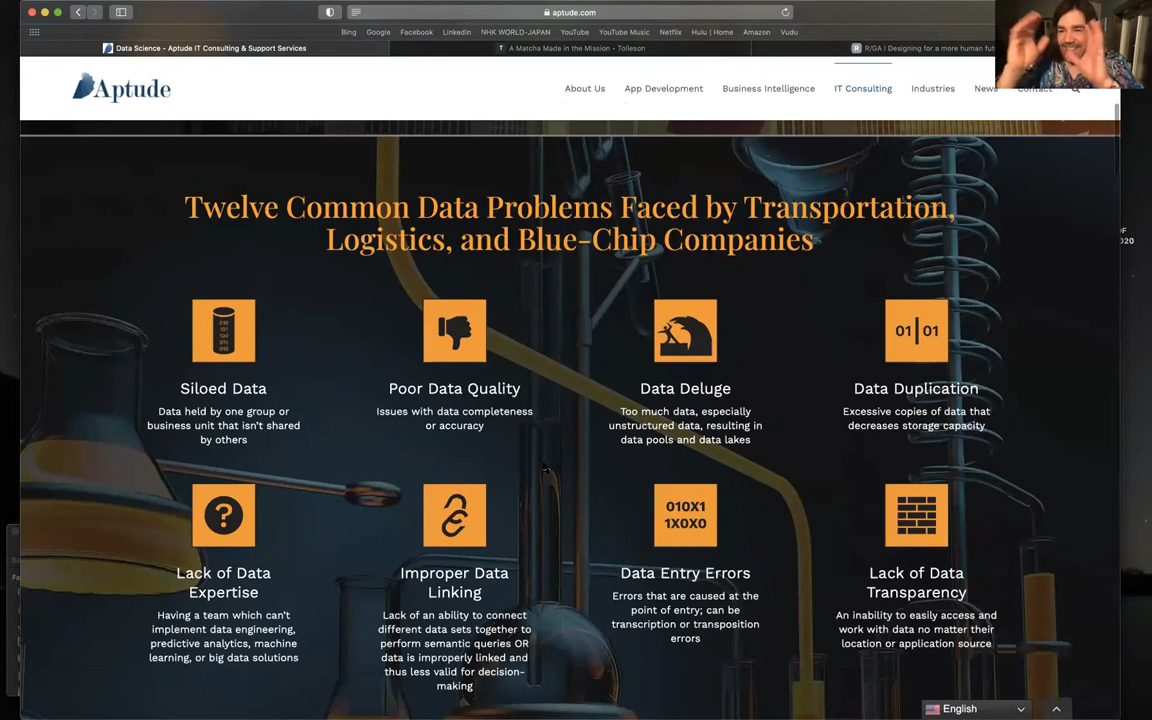 aptude.com
Bing Google Facebook LinkedIn NHK WORLD-JAPAN YouTube YouTube Music Netflix Hulu | Home Amazon Vudu
Data Science - Aptude IT Consulting & Support Services
A Matcha Made in the Mission - Tolleson
R/GA | Designing for a more human
Aptude
About Us App Development Business Intelligence IT Consulting Industries News Contact
Twelve Common Data Problems Faced by Transportation,
Logistics, and Blue-Chip Companies
010
101
01|01
Siloed Data
Data held by one group or
business unit that isn't shared
by others
Poor Data Quality
Issues with data completeness
or accuracy
Data Deluge
Too much data, especially
unstructured data, resulting in
data pools and data lakes
Data Duplication
Excessive copies of data that
decreases storage capacity
?
010X1
1X0X0
Lack of Data
Expertise
Having a team which can't
implement data engineering,
predictive analytics, machine
learning, or big data solutions
Improper Data
Linking
Lack of an ability to connect
different data sets together to
perform semantic queries OR
data is improperly linked and
thus less valid for decision-
making
Data Entry Errors
Errors that are caused at the
point of entry; can be
transcription or transposition
errors
Lack of Data
Transparency
An inability to easily access and
work with data no matter their
location or application source
English